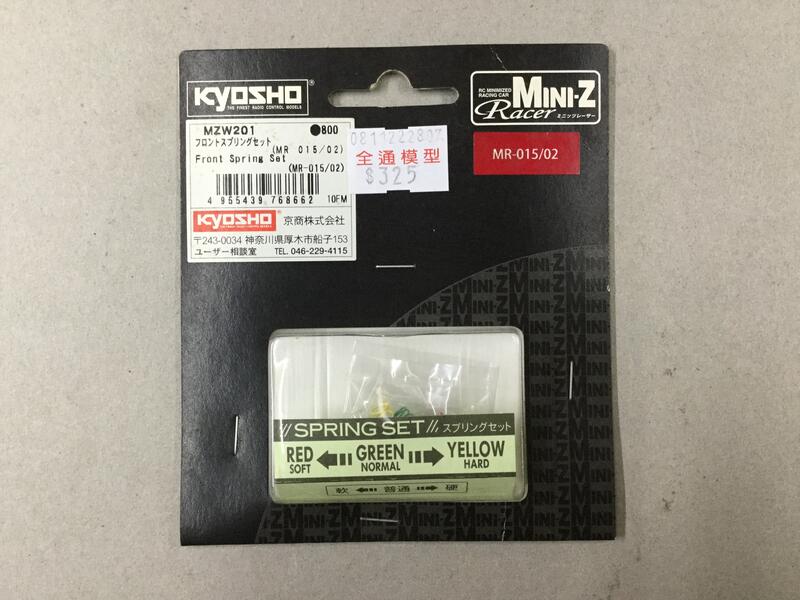 KYOSHO
THE FINEST RADIO CONTROL MODELS
MZW201 ●800
フロントスプリングセット
(MR 015/02)
Front Spring Set
(MR-015/02)
4 955439 768662 10FM
KYOSHO 京商株式会社
〒243-0034 神奈川県厚木市船子153
ユーザー相談室 TEL. 046-229-4115
0811222807
全通模型
$325
RC MINIMIZED
RACING CAR
MINI-Z
Racer ミニッツレーサー
MR-015/02
SPRING SET スプリングセット
RED GREEN YELLOW
SOFT NORMAL HARD
軟 普通 硬